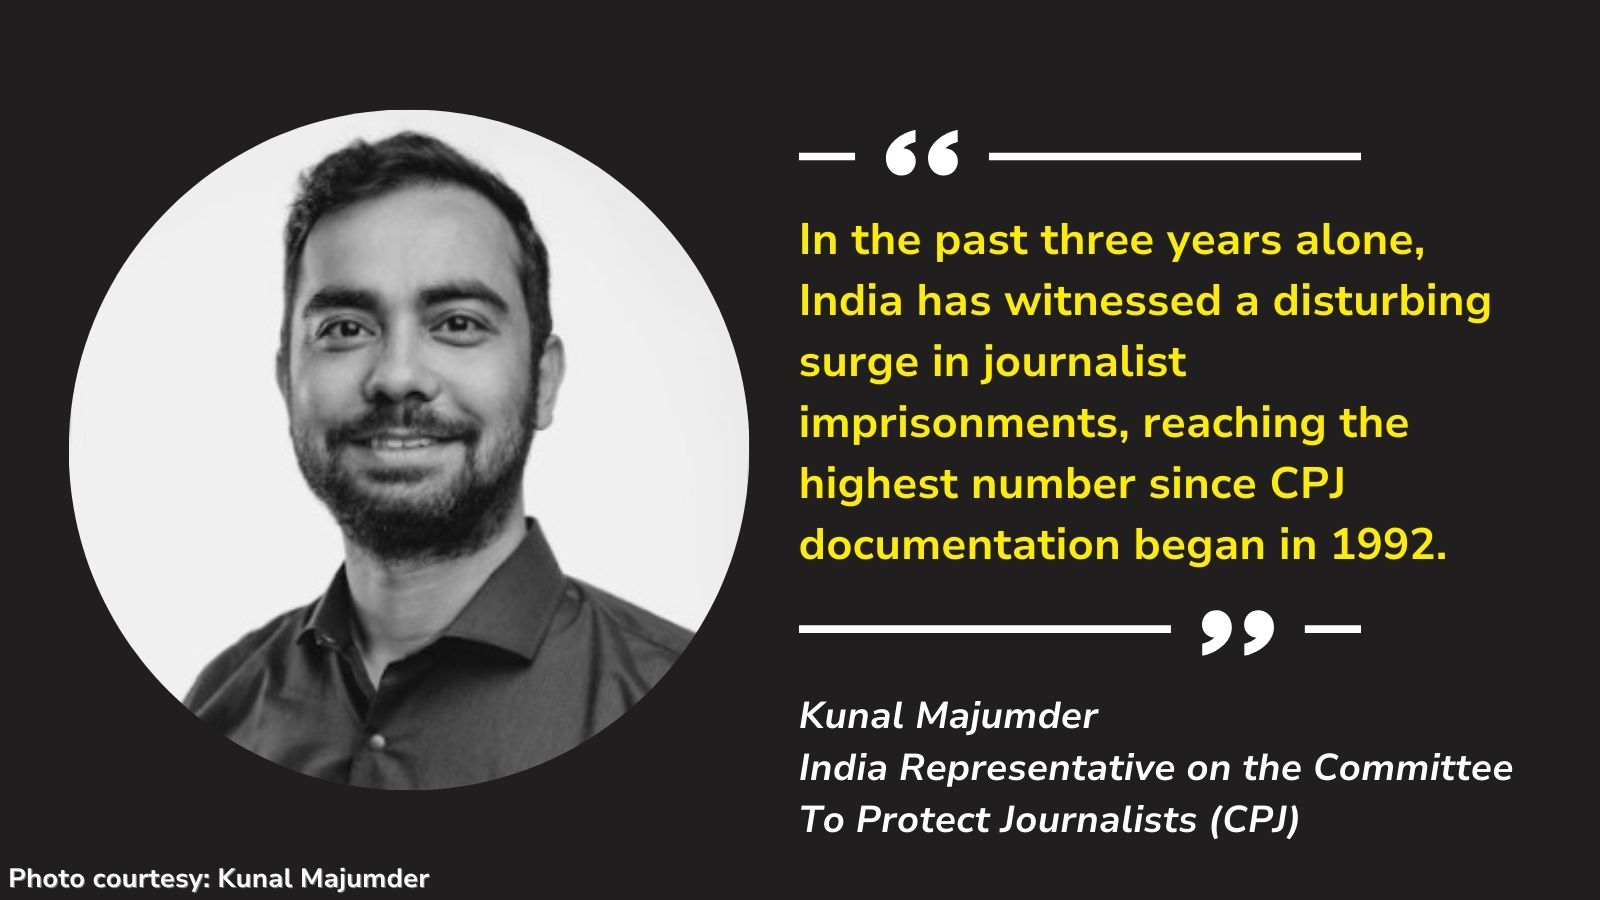 “
In the past three years alone,
India has witnessed a disturbing
surge in journalist
imprisonments, reaching the
highest number since CPJ
documentation began in 1992.
”
Kunal Majumder
India Representative on the Committee
To Protect Journalists (CPJ)
Photo courtesy: Kunal Majumder